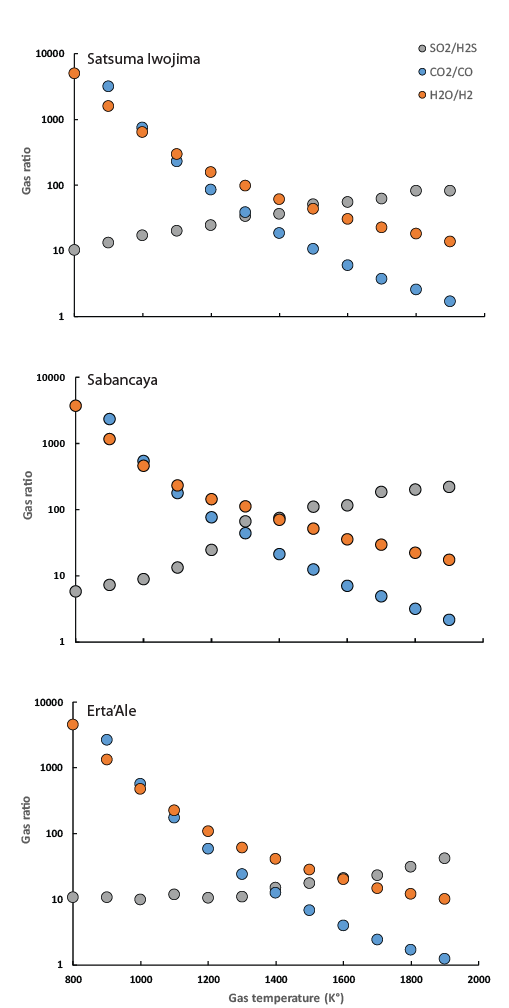 Satsuma Iwojima
SO2/H2S
CO2/CO
H2O/H2
10000
1000
100
10
1
Gas ratio
Sabancaya
10000
1000
100
10
1
Gas ratio
Erta'Ale
10000
1000
100
10
1
Gas ratio
800 1000 1200 1400 1600 1800 2000
Gas temperature (K°)